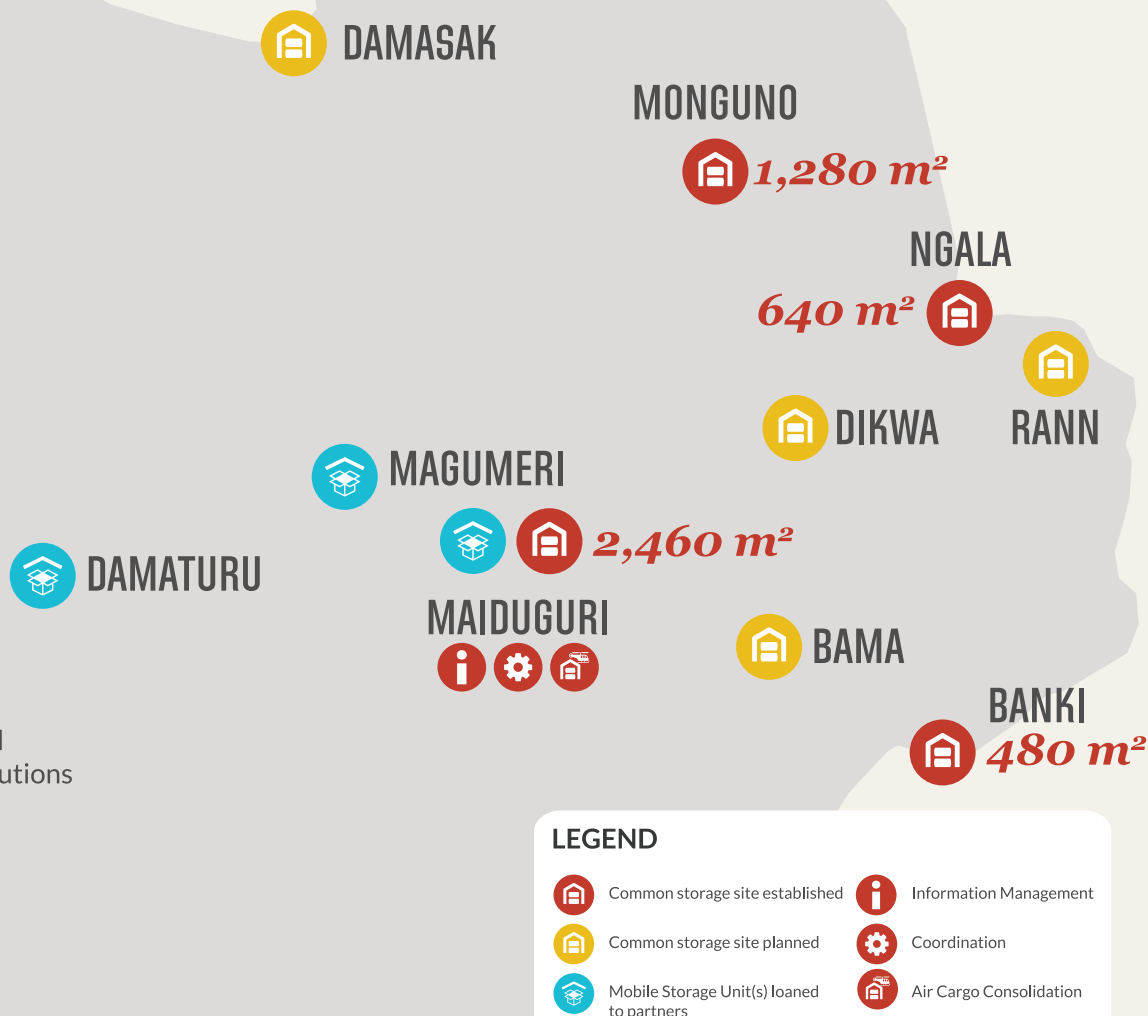 DAMASAK
MONGUNO
1,280 m²
NGALA
640 m²
DIKWA
RANN
MAGUMERI
2,460 m²
DAMATURU
MAIDUGURI
BAMA
BANKI
480 m²
utions
LEGEND
Common storage site established
Information Management
Common storage site planned
Coordination
Mobile Storage Unit(s) loaned
to partners
Air Cargo Consolidation